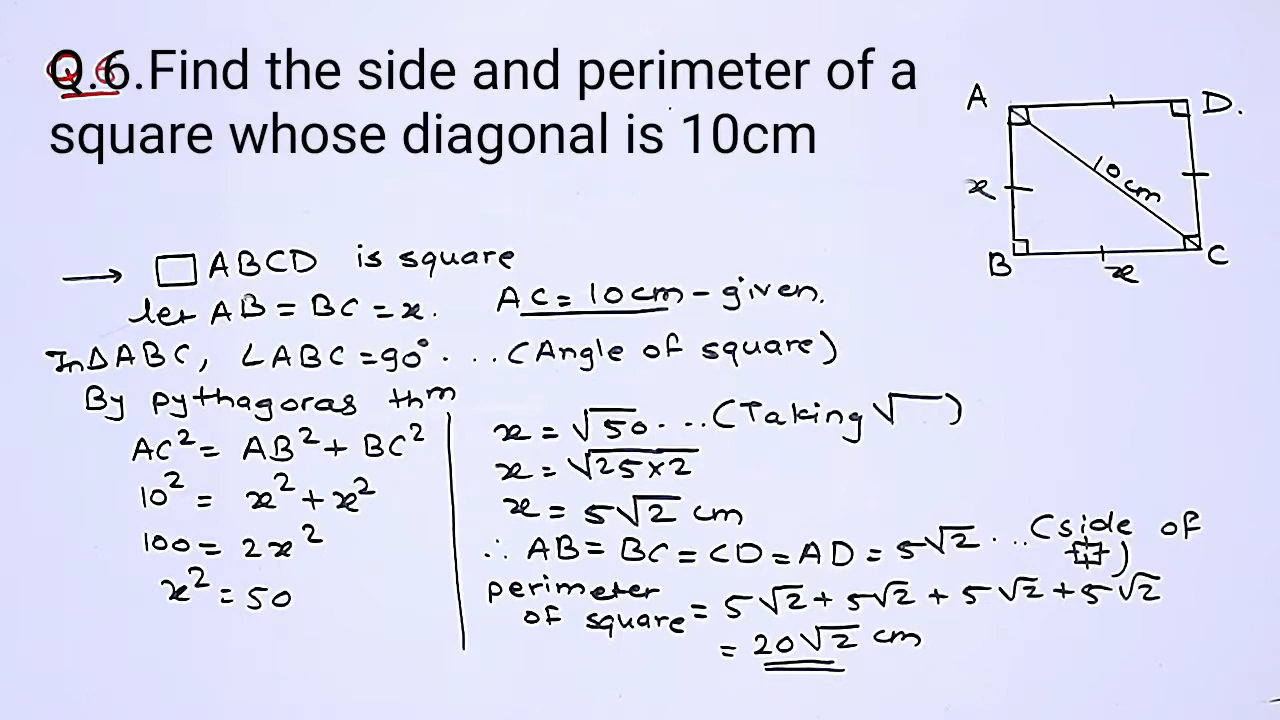 Q.6.Find the side and perimeter of a
square whose diagonal is 10cm
A
D.
10cm
x
B
x
C
→ □ ABCD is square
let AB = BC = x. AC = 10cm - given.
In ΔABC, ∠ABC = 90° ... (Angle of square)
By pythagoras thm
AC² = AB² + BC²
10² = x² + x²
100 = 2x²
x² = 50
x = √50 ... (Taking √ )
x = √25×2
x = 5√2 cm
∴ AB = BC = CD = AD = 5√2 ... (side of □)
perimeter
of square = 5√2 + 5√2 + 5√2 + 5√2
= 20√2 cm